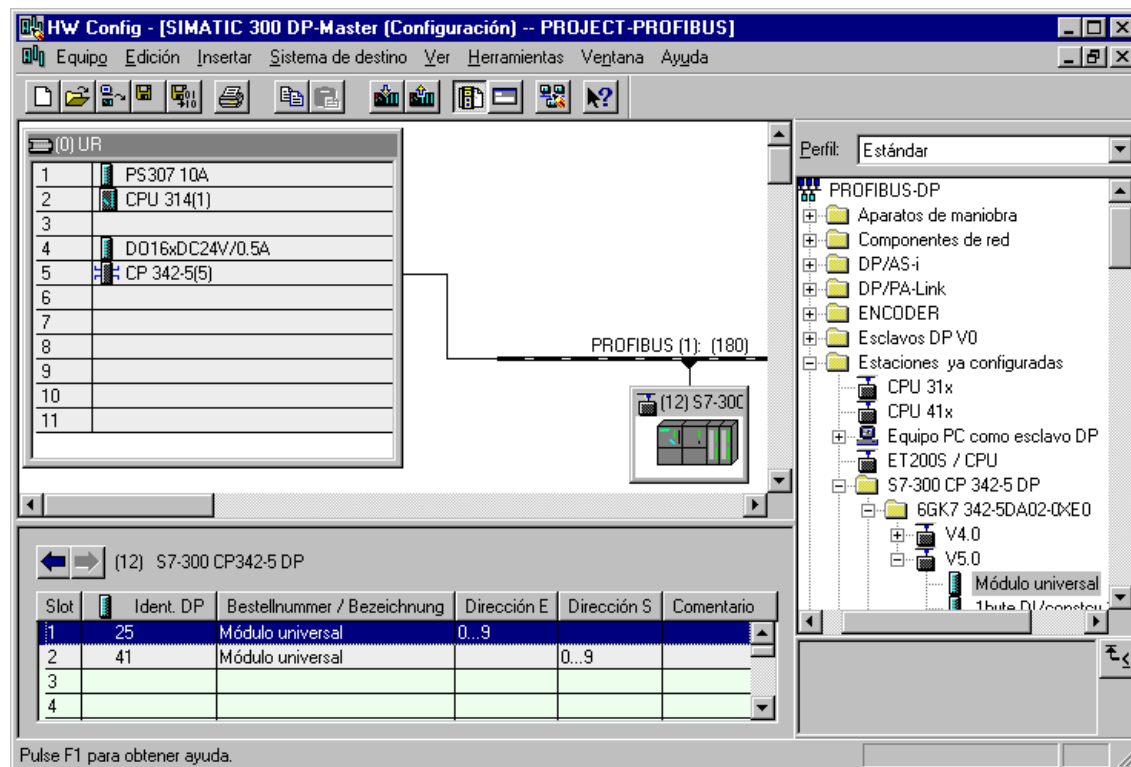 HW Config - [SIMATIC 300 DP-Master (Configuración) -- PROJECT-PROFIBUS]
Equipo Edición Insertar Sistema de destino Ver Herramientas Ventana Ayuda
(0) UR
1 PS307 10A
2 CPU 314(1)
3
4 DO16xDC24V/0.5A
5 CP 342-5(5)
6
7
8
9
10
11
PROFIBUS (1): (180)
(12) S7-300
Perfil: Estándar
PROFIBUS-DP
Aparatos de maniobra
Componentes de red
DP/AS-i
DP/PA-Link
ENCODER
Esclavos DP V0
Estaciones ya configuradas
CPU 31x
CPU 41x
Equipo PC como esclavo DP
ET200S / CPU
S7-300 CP 342-5 DP
6GK7 342-5DA02-0XE0
V4.0
V5.0
Módulo universal
1byte DI/
(12) S7-300 CP342-5 DP
Slot Ident. DP Bestellnummer / Bezeichnung Dirección E Dirección S Comentario
1 25 Módulo universal 0...9
2 41 Módulo universal 0...9
3
4
Pulse F1 para obtener ayuda.